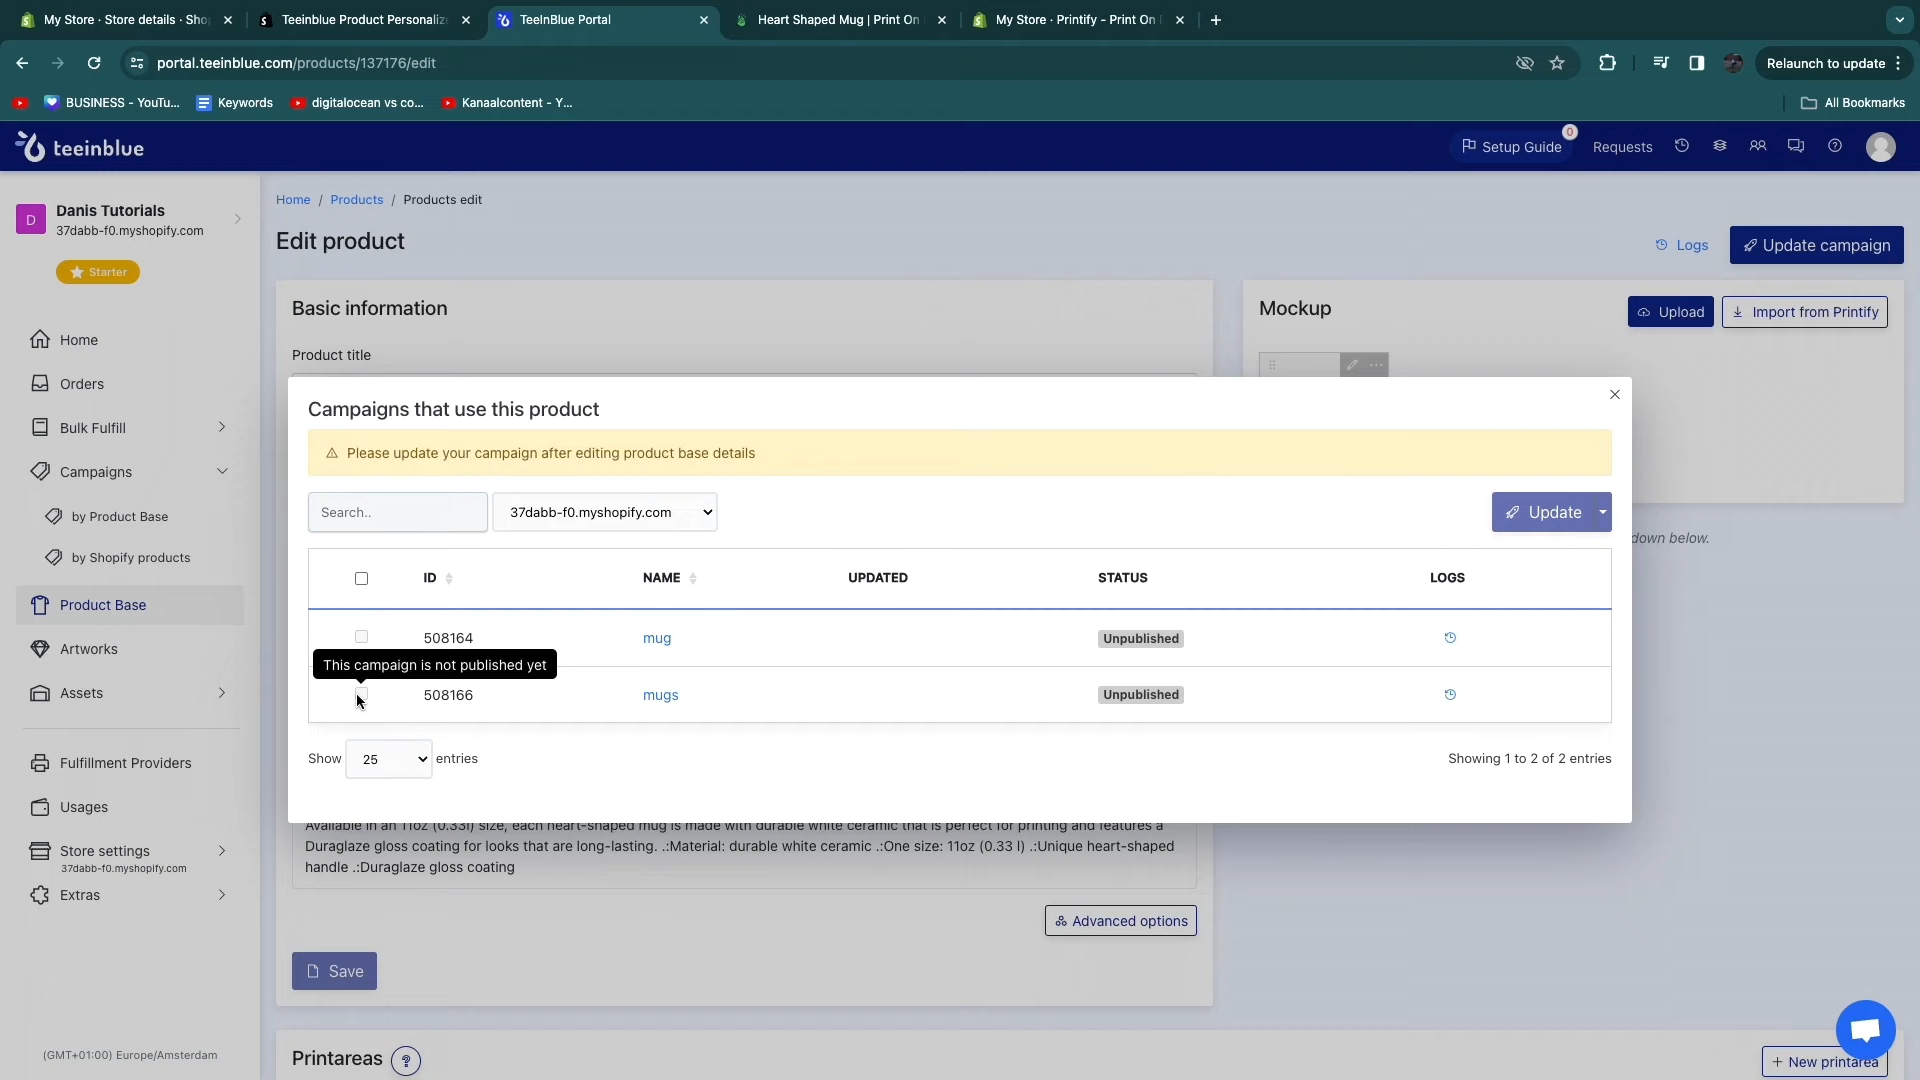 My Store · Store details · Sho
Teeinblue Product Personalize
TeeInBlue Portal
Heart Shaped Mug | Print On
My Store · Printify - Print On
portal.teeinblue.com/products/137176/edit
Relaunch to update
BUSINESS - YouTu...
Keywords
digitalocean vs co...
Kanaalcontent - Y...
All Bookmarks
teeinblue
Setup Guide
0
Requests
D
Danis Tutorials
37dabb-f0.myshopify.com
Starter
Home
Orders
Bulk Fulfill
Campaigns
by Product Base
by Shopify products
Product Base
Artworks
Assets
Fulfillment Providers
Usages
Store settings
37dabb-f0.myshopify.com
Extras
(GMT+01:00) Europe/Amsterdam
Home / Products / Products edit
Edit product
Logs
Update campaign
Basic information
Product title
Mockup
Upload
Import from Printify
down below.
Campaigns that use this product
Please update your campaign after editing product base details
Search..
37dabb-f0.myshopify.com
Update
ID NAME UPDATED STATUS LOGS
508164 mug Unpublished
This campaign is not published yet
508166 mugs Unpublished
Show 25 entries
Showing 1 to 2 of 2 entries
Available in an 11oz (0.33l) size, each heart-shaped mug is made with durable white ceramic that is perfect for printing and features a
Duraglaze gloss coating for looks that are long-lasting. .:Material: durable white ceramic .:One size: 11oz (0.33 l) .:Unique heart-shaped
handle .:Duraglaze gloss coating
Advanced options
Save
Printareas ?
+ New printarea